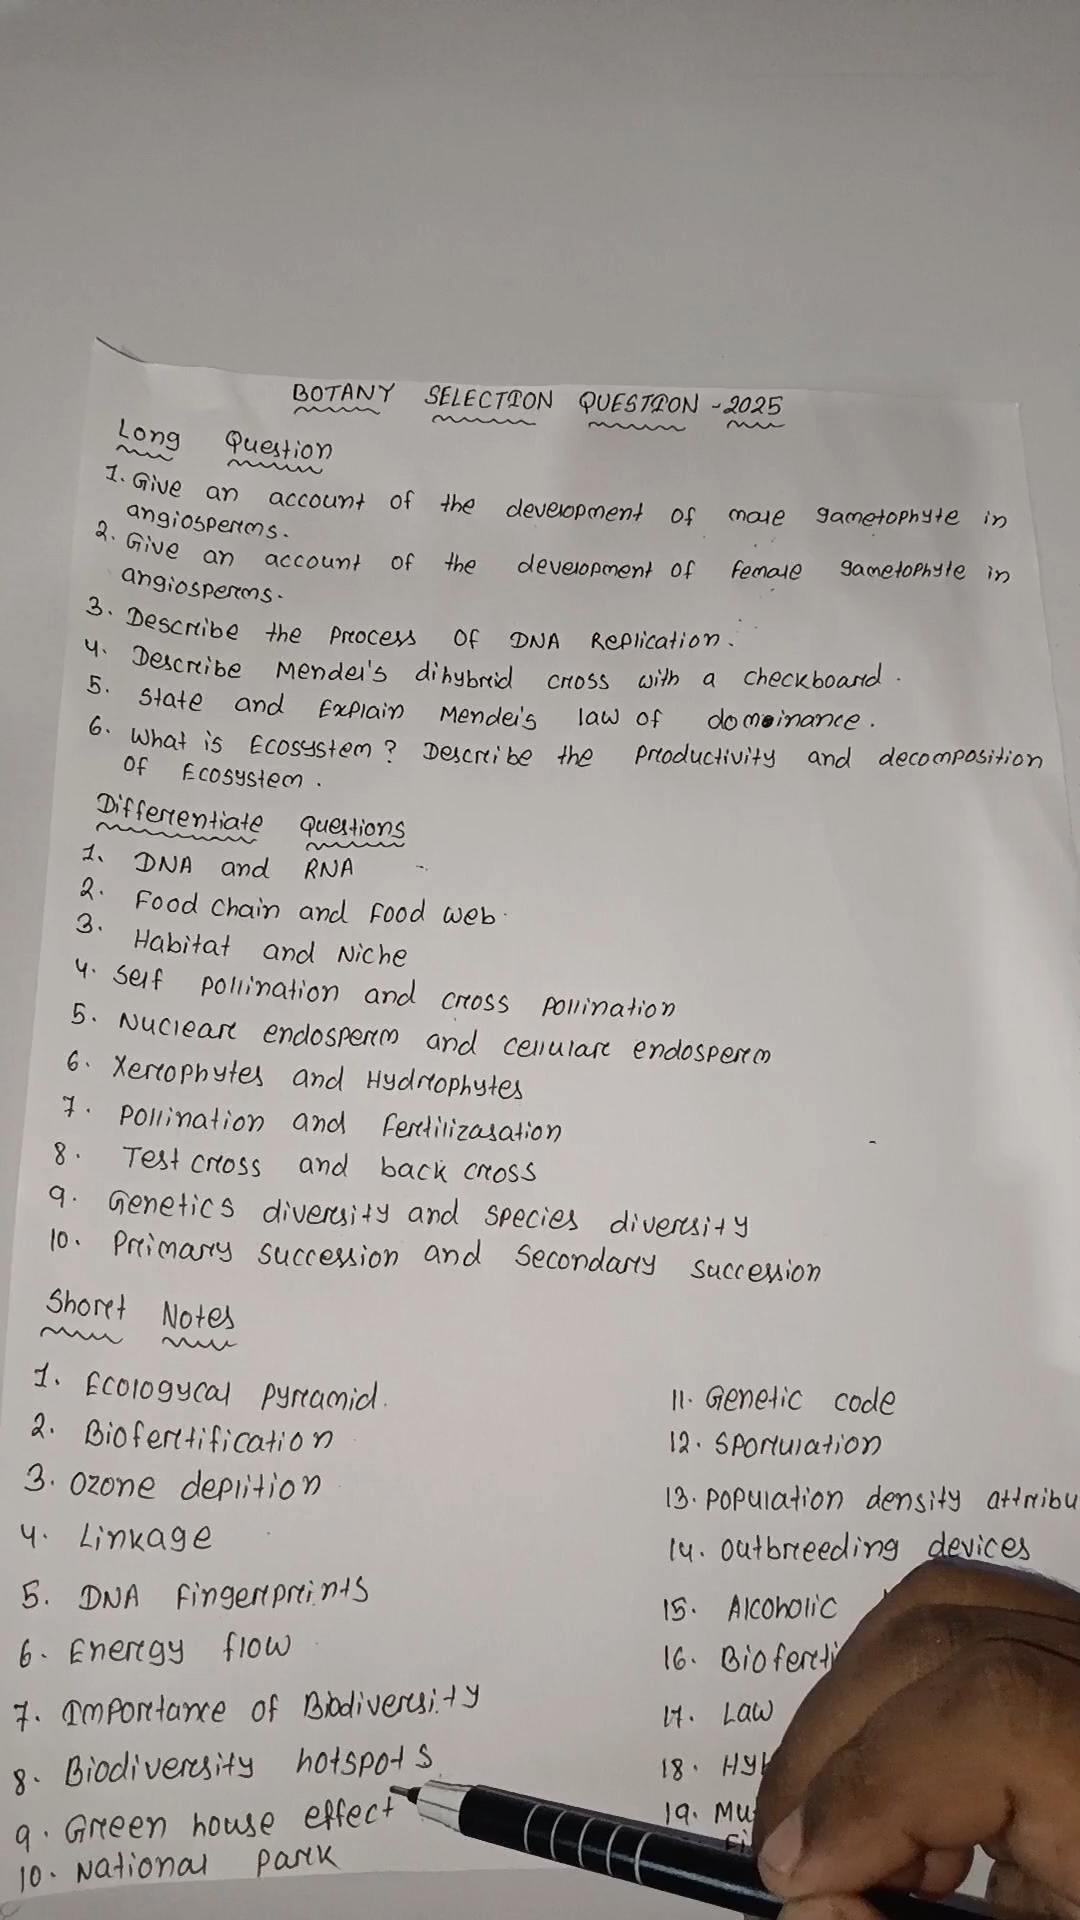 BOTANY SELECTION QUESTION - 2025
Long Question
1. Give an account of the development of male gametophyte in
angiosperms.
2. Give an account of the development of female gametophyte in
angiosperms.
3. Describe the process of DNA Replication.
4. Describe Mendel's dihybrid cross with a checkboard.
5. State and Explain Mendel's law of domoinance.
6. What is Ecosystem? Describe the productivity and decomposition
of Ecosystem.
Differentiate Questions
1. DNA and RNA
2. Food chain and food web.
3. Habitat and Niche
4. Self pollination and cross pollination
5. Nuclear endosperm and cellular endosperm
6. Xerophytes and Hydrophytes
7. Pollination and fertilizasation
8. Test cross and back cross
9. Genetics diversity and species diversity
10. Primary succession and secondary succession
Short Notes
1. Ecologycal pyramid.
2. Biofertification
3. Ozone deplition
4. Linkage
5. DNA fingerprints
6. Energy flow
7. Importance of Biodiversity
8. Biodiversity hotspots
9. Green house effect
10. National park
11. Genetic code
12. Sporulation
13. Population density attribu
14. Outbreeding devices
15. Alcoholic
16. Bioferti
17. Law
18. Hy
19. Mu
Fi